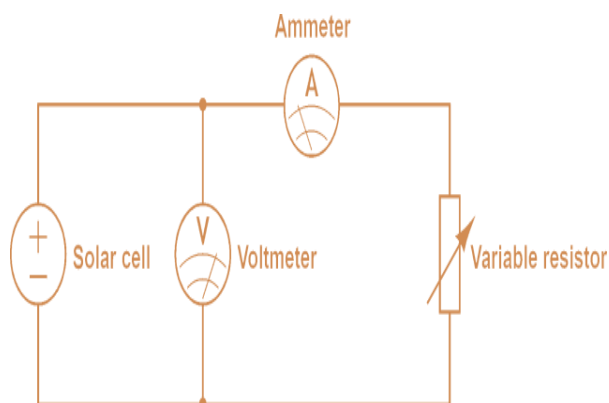 Ammeter
A
+
−
Solar cell
V
Voltmeter
Variable resistor